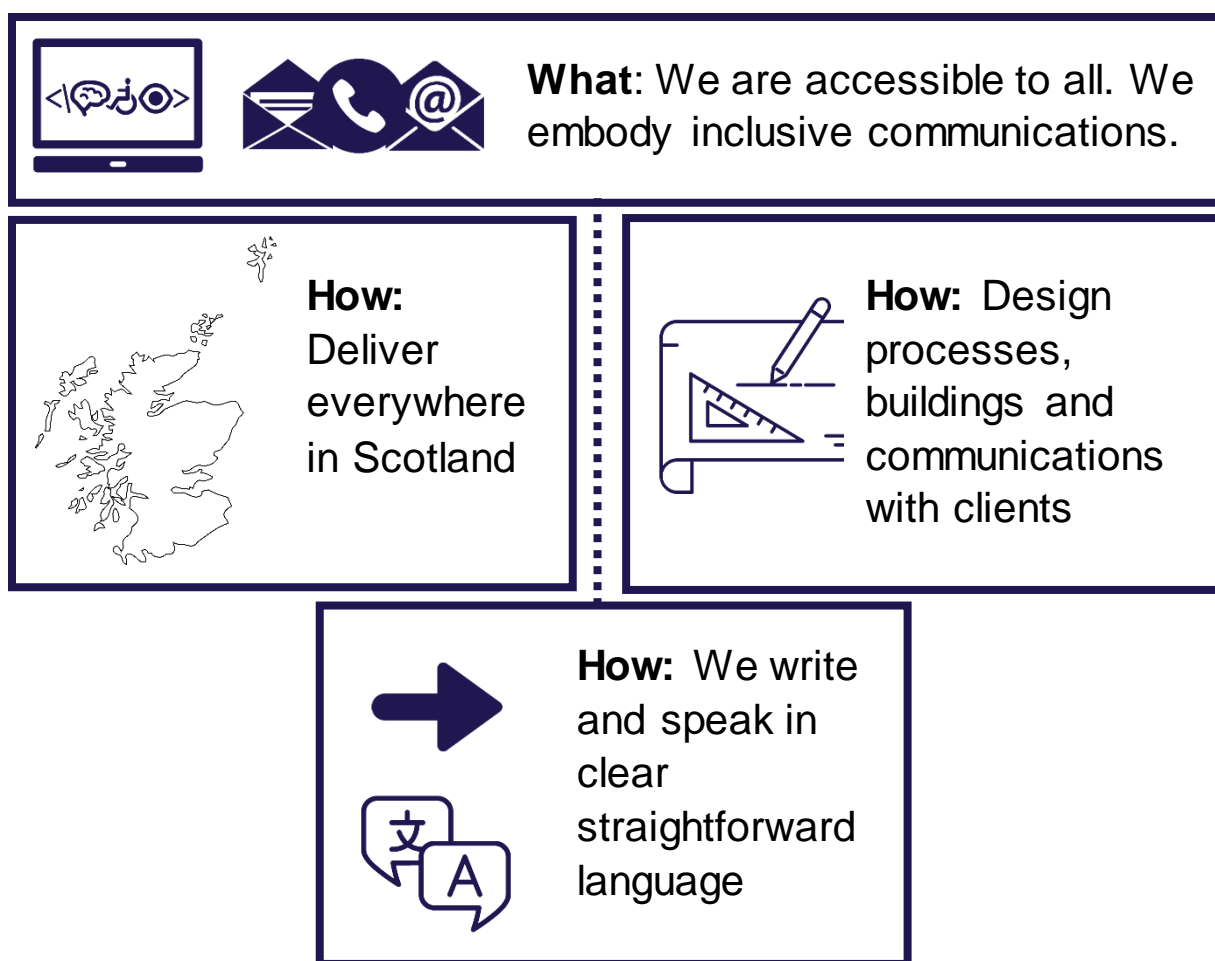 What: We are accessible to all. We
embody inclusive communications.
How:
Deliver
everywhere
in Scotland
How: Design
processes,
buildings and
communications
with clients
How: We write
and speak in
clear
straightforward
language
@
文
A